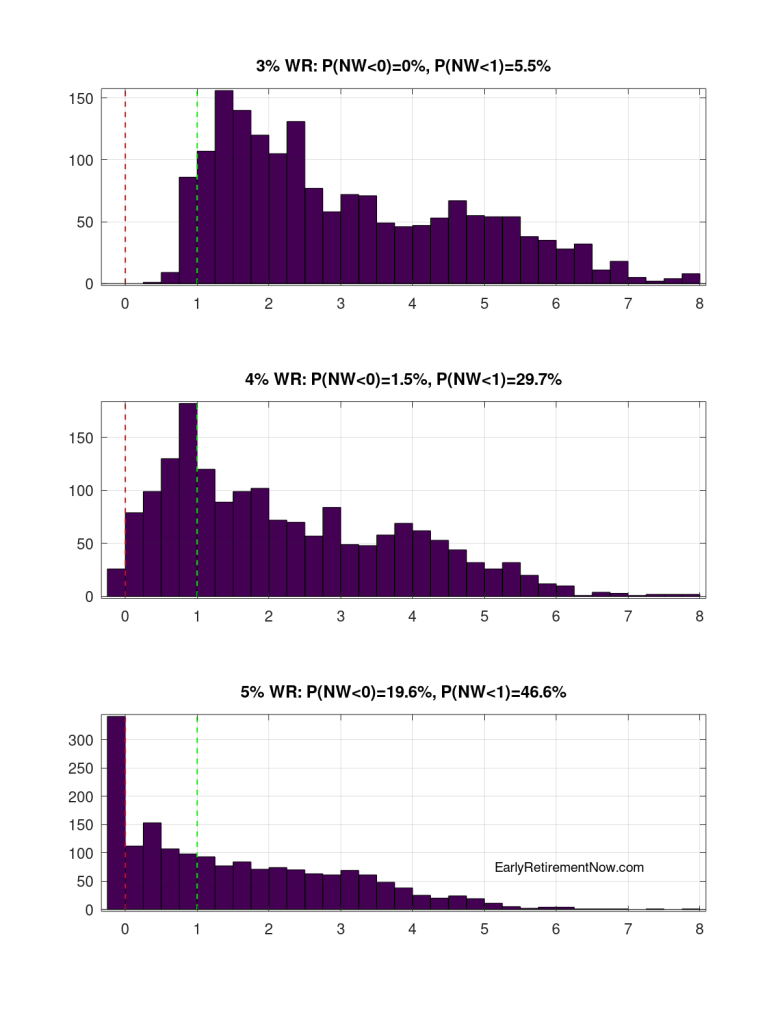 3% WR: P(NW<0)=0%, P(NW<1)=5.5%
150
100
50
0
0 1 2 3 4 5 6 7 8
4% WR: P(NW<0)=1.5%, P(NW<1)=29.7%
150
100
50
0
0 1 2 3 4 5 6 7 8
5% WR: P(NW<0)=19.6%, P(NW<1)=46.6%
300
250
200
150
100
EarlyRetirementNow.com
50
0
0 1 2 3 4 5 6 7 8